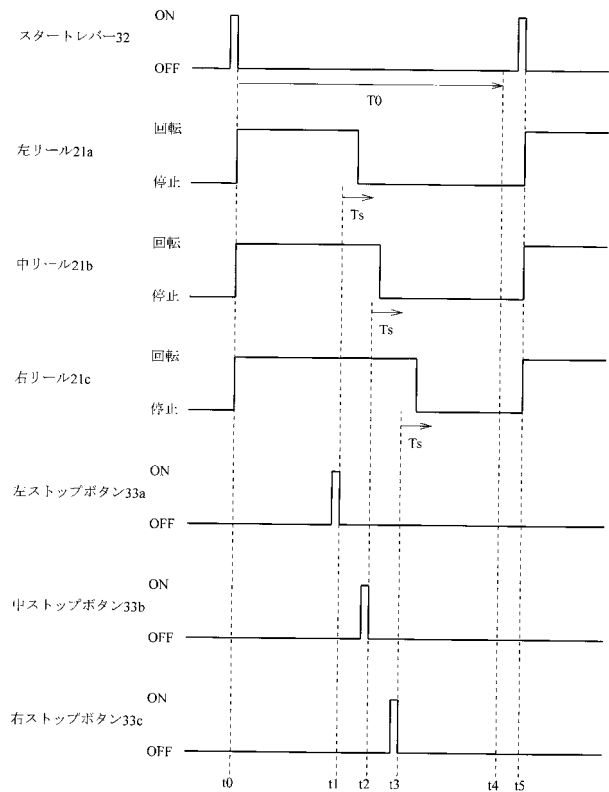 ON
スタートレバー32
OFF
T0
回転
左リール21a
停止
Ts
回転
中リール21b
停止
Ts
回転
右リール21c
停止
Ts
ON
左ストップボタン33a
OFF
ON
中ストップボタン33b
OFF
ON
右ストップボタン33c
OFF
t0 t1 t2 t3 t4 t5